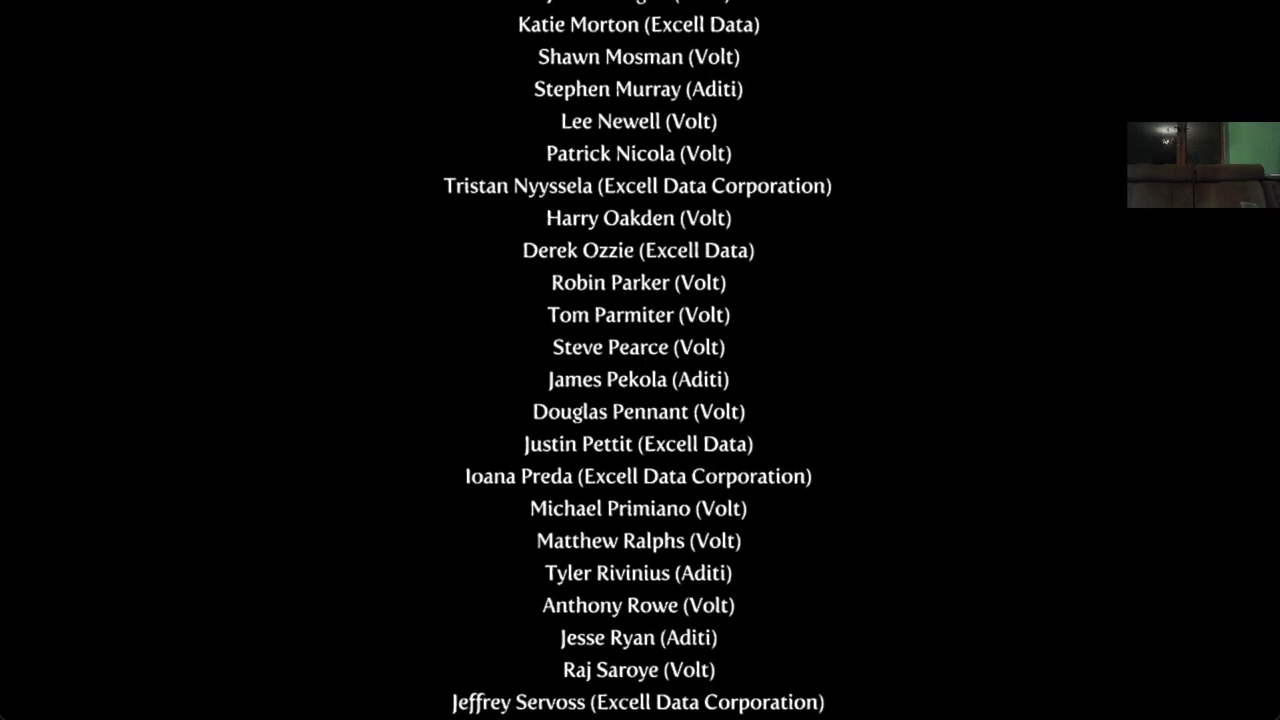 Katie Morton (Excell Data)
Shawn Mosman (Volt)
Stephen Murray (Aditi)
Lee Newell (Volt)
Patrick Nicola (Volt)
Tristan Nyyssela (Excell Data Corporation)
Harry Oakden (Volt)
Derek Ozzie (Excell Data)
Robin Parker (Volt)
Tom Parmiter (Volt)
Steve Pearce (Volt)
James Pekola (Aditi)
Douglas Pennant (Volt)
Justin Pettit (Excell Data)
Ioana Preda (Excell Data Corporation)
Michael Primiano (Volt)
Matthew Ralphs (Volt)
Tyler Rivinius (Aditi)
Anthony Rowe (Volt)
Jesse Ryan (Aditi)
Raj Saroye (Volt)
Jeffrey Servoss (Excell Data Corporation)